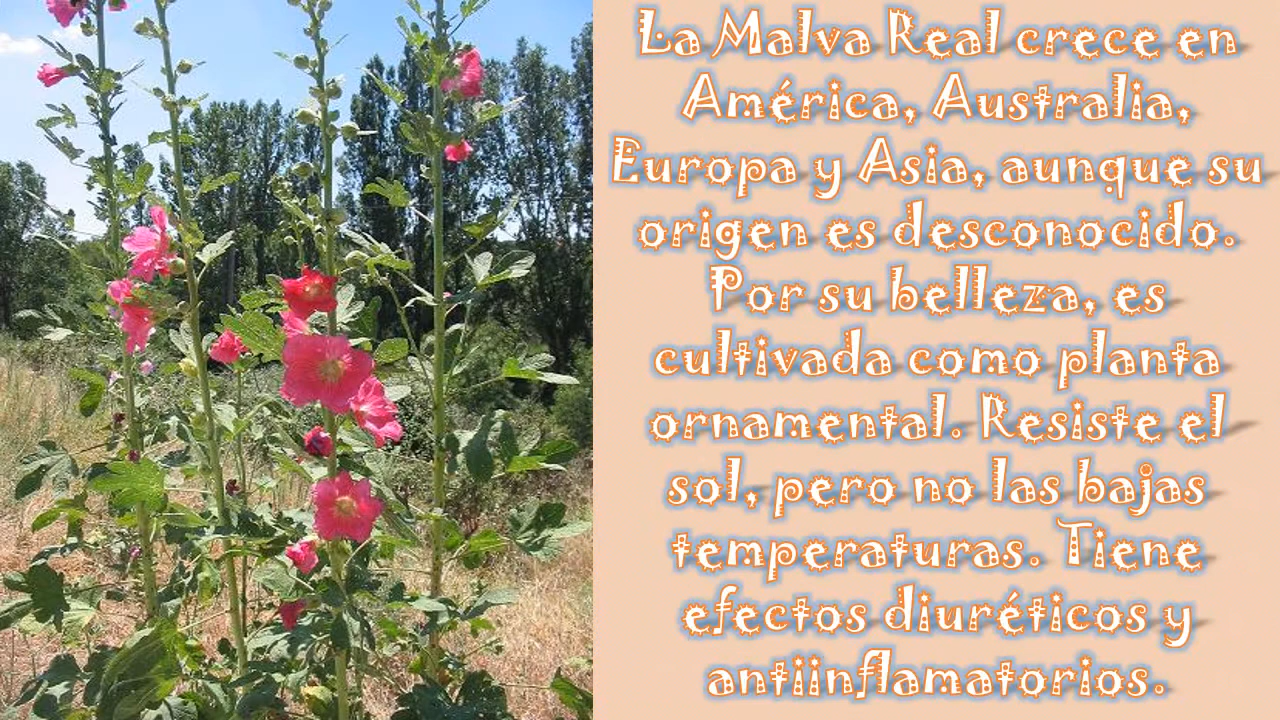 La Malva Real crece en
América, Australia,
Europa y Asia, aunque su
origen es desconocido.
Por su belleza, es
cultivada como planta
ornamental. Resiste el
sol, pero no las bajas
temperaturas. Tiene
efectos diuréticos y
antiinflamatorios.